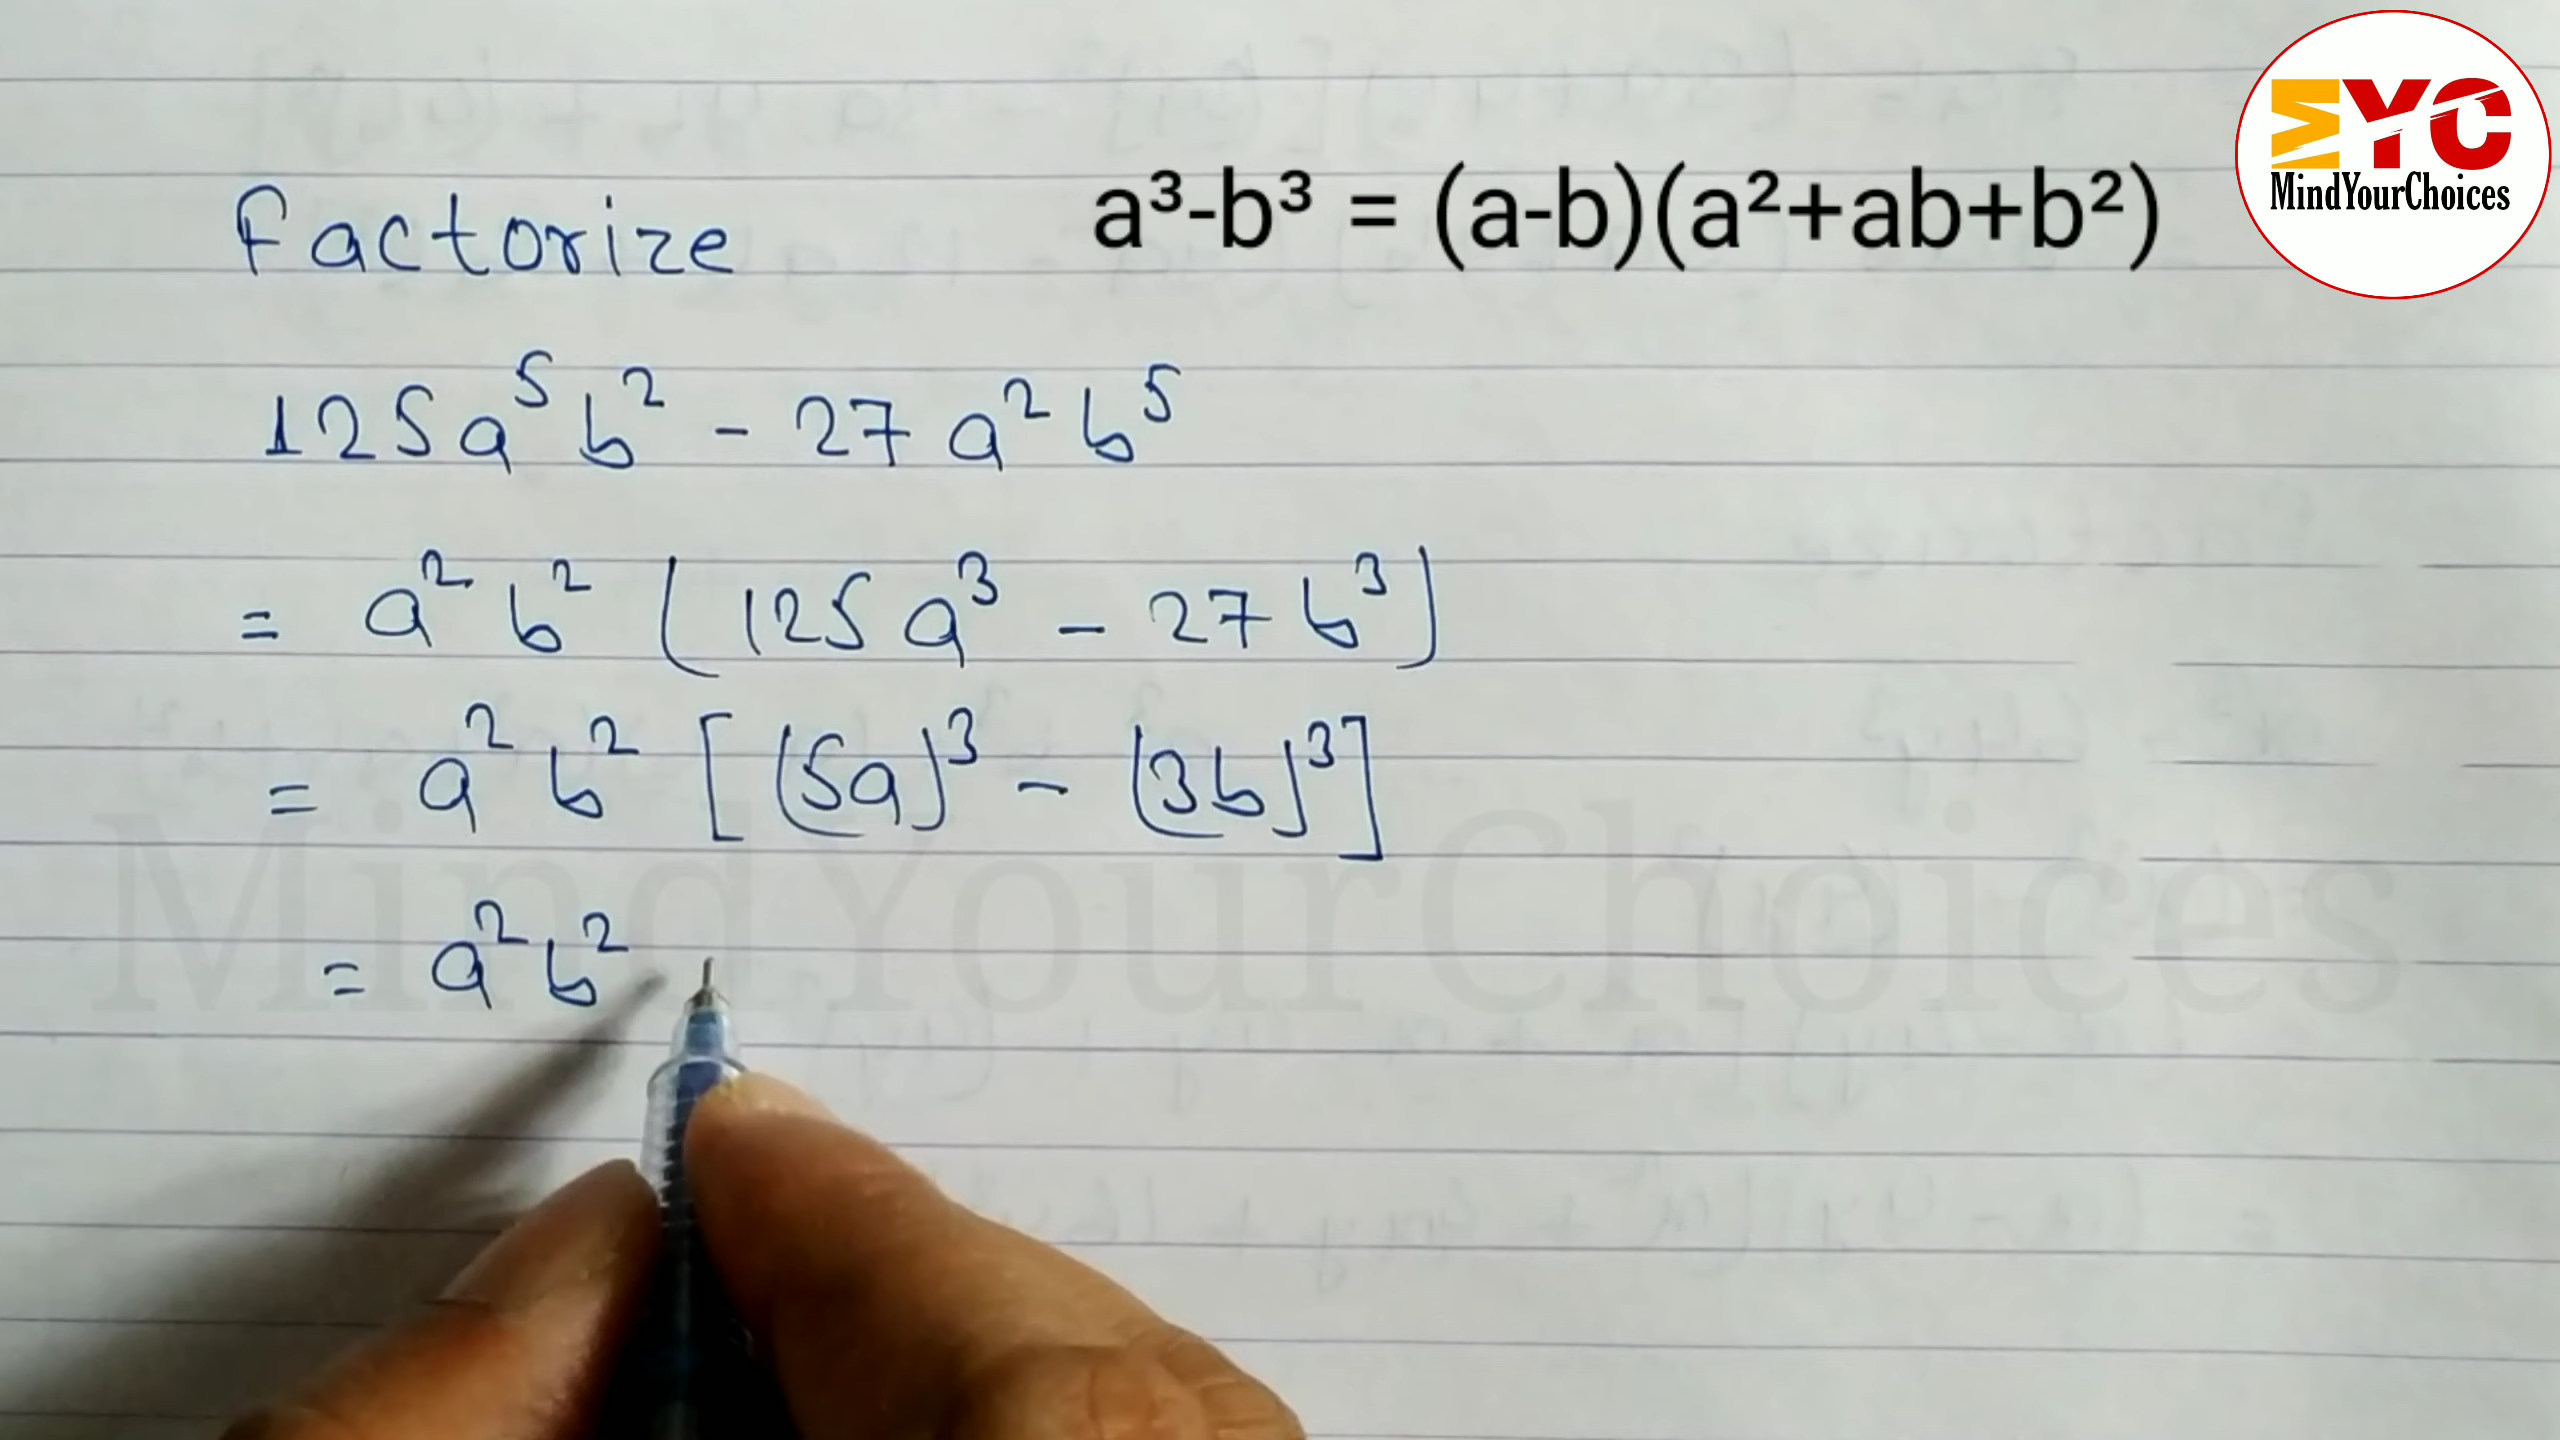 Factorize
a³-b³ = (a-b)(a²+ab+b²)
MYC
MindYourChoices
125a⁵b² - 27a²b⁵
= a²b² (125a³ - 27b³)
= a²b² [(5a)³ - (3b)³]
= a²b²
MindYourChoices